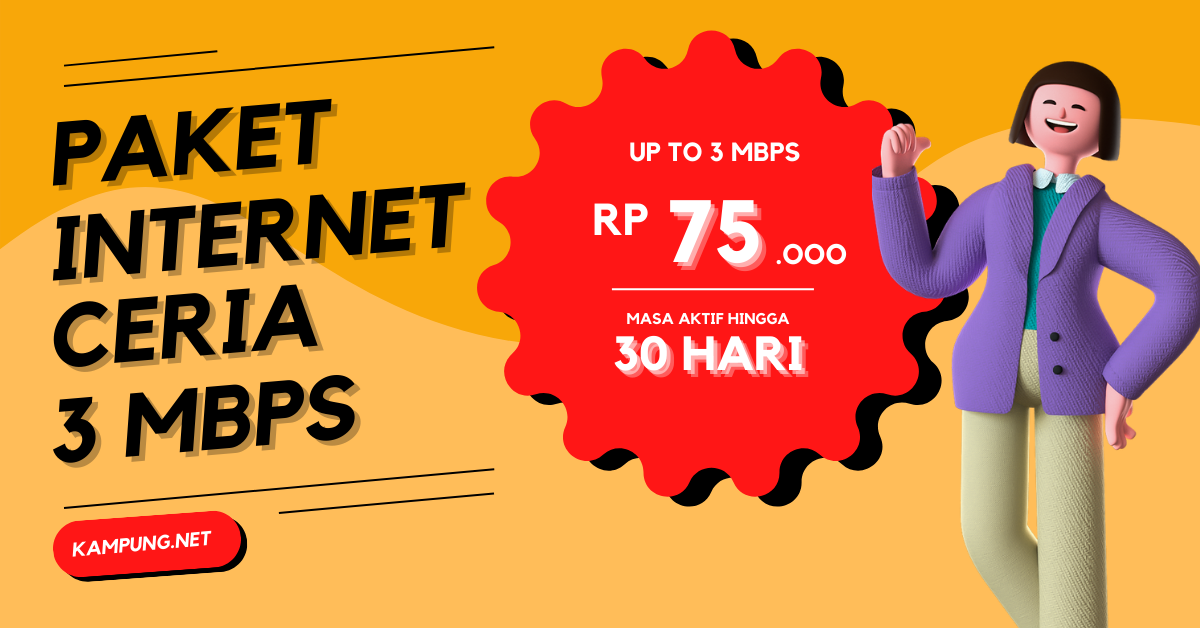 PAKET
INTERNET
CERIA
3 MBPS
KAMPUNG.NET
UP TO 3 MBPS
RP 75 .000
MASA AKTIF HINGGA
30 HARI